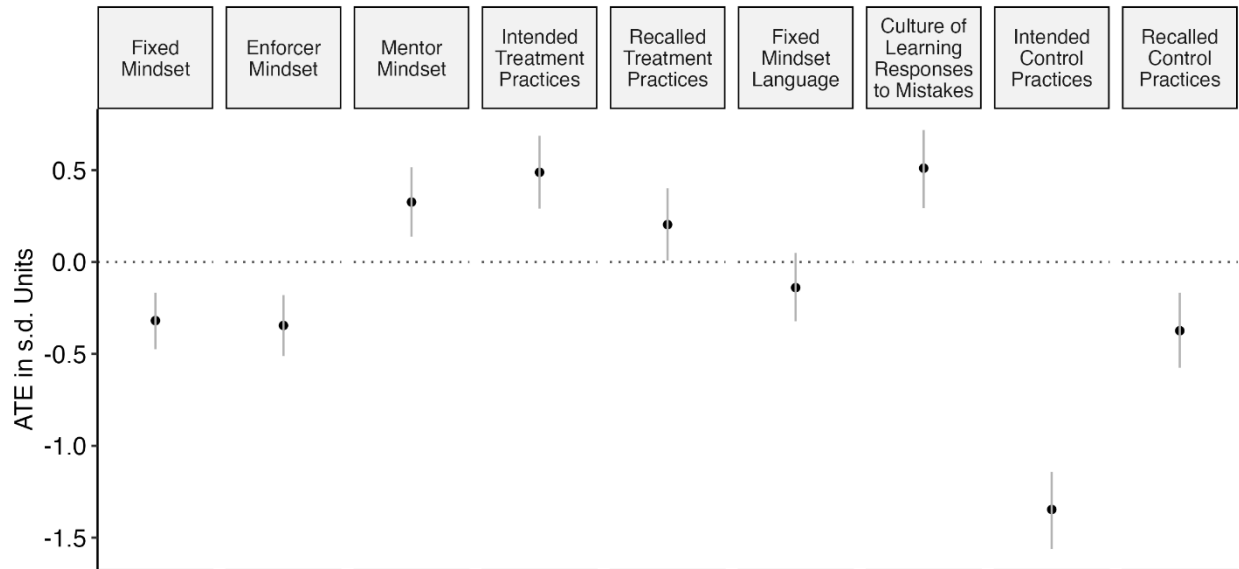 Fixed
Mindset
Enforcer
Mindset
Mentor
Mindset
Intended
Treatment
Practices
Recalled
Treatment
Practices
Fixed
Mindset
Language
Culture of
Learning
Responses
to Mistakes
Intended
Control
Practices
Recalled
Control
Practices
ATE in s.d. Units
0.5
0.0
-0.5
-1.0
-1.5